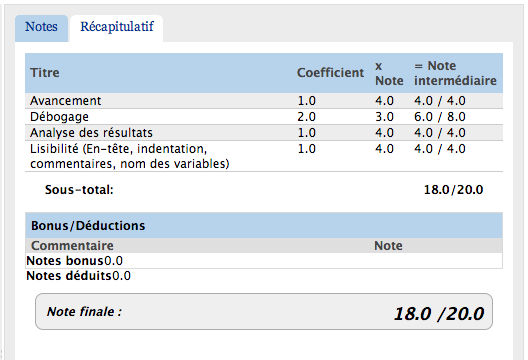 Notes Récapitulatif
Titre Coefficient x Note = Note intermédiaire
Avancement 1.0 4.0 4.0 / 4.0
Débogage 2.0 3.0 6.0 / 8.0
Analyse des résultats 1.0 4.0 4.0 / 4.0
Lisibilité (En-tête, indentation, 1.0 4.0 4.0 / 4.0
commentaires, nom des variables)
Sous-total: 18.0/20.0
Bonus/Déductions
Commentaire Note
Notes bonus0.0
Notes déduits0.0
Note finale : 18.0 /20.0